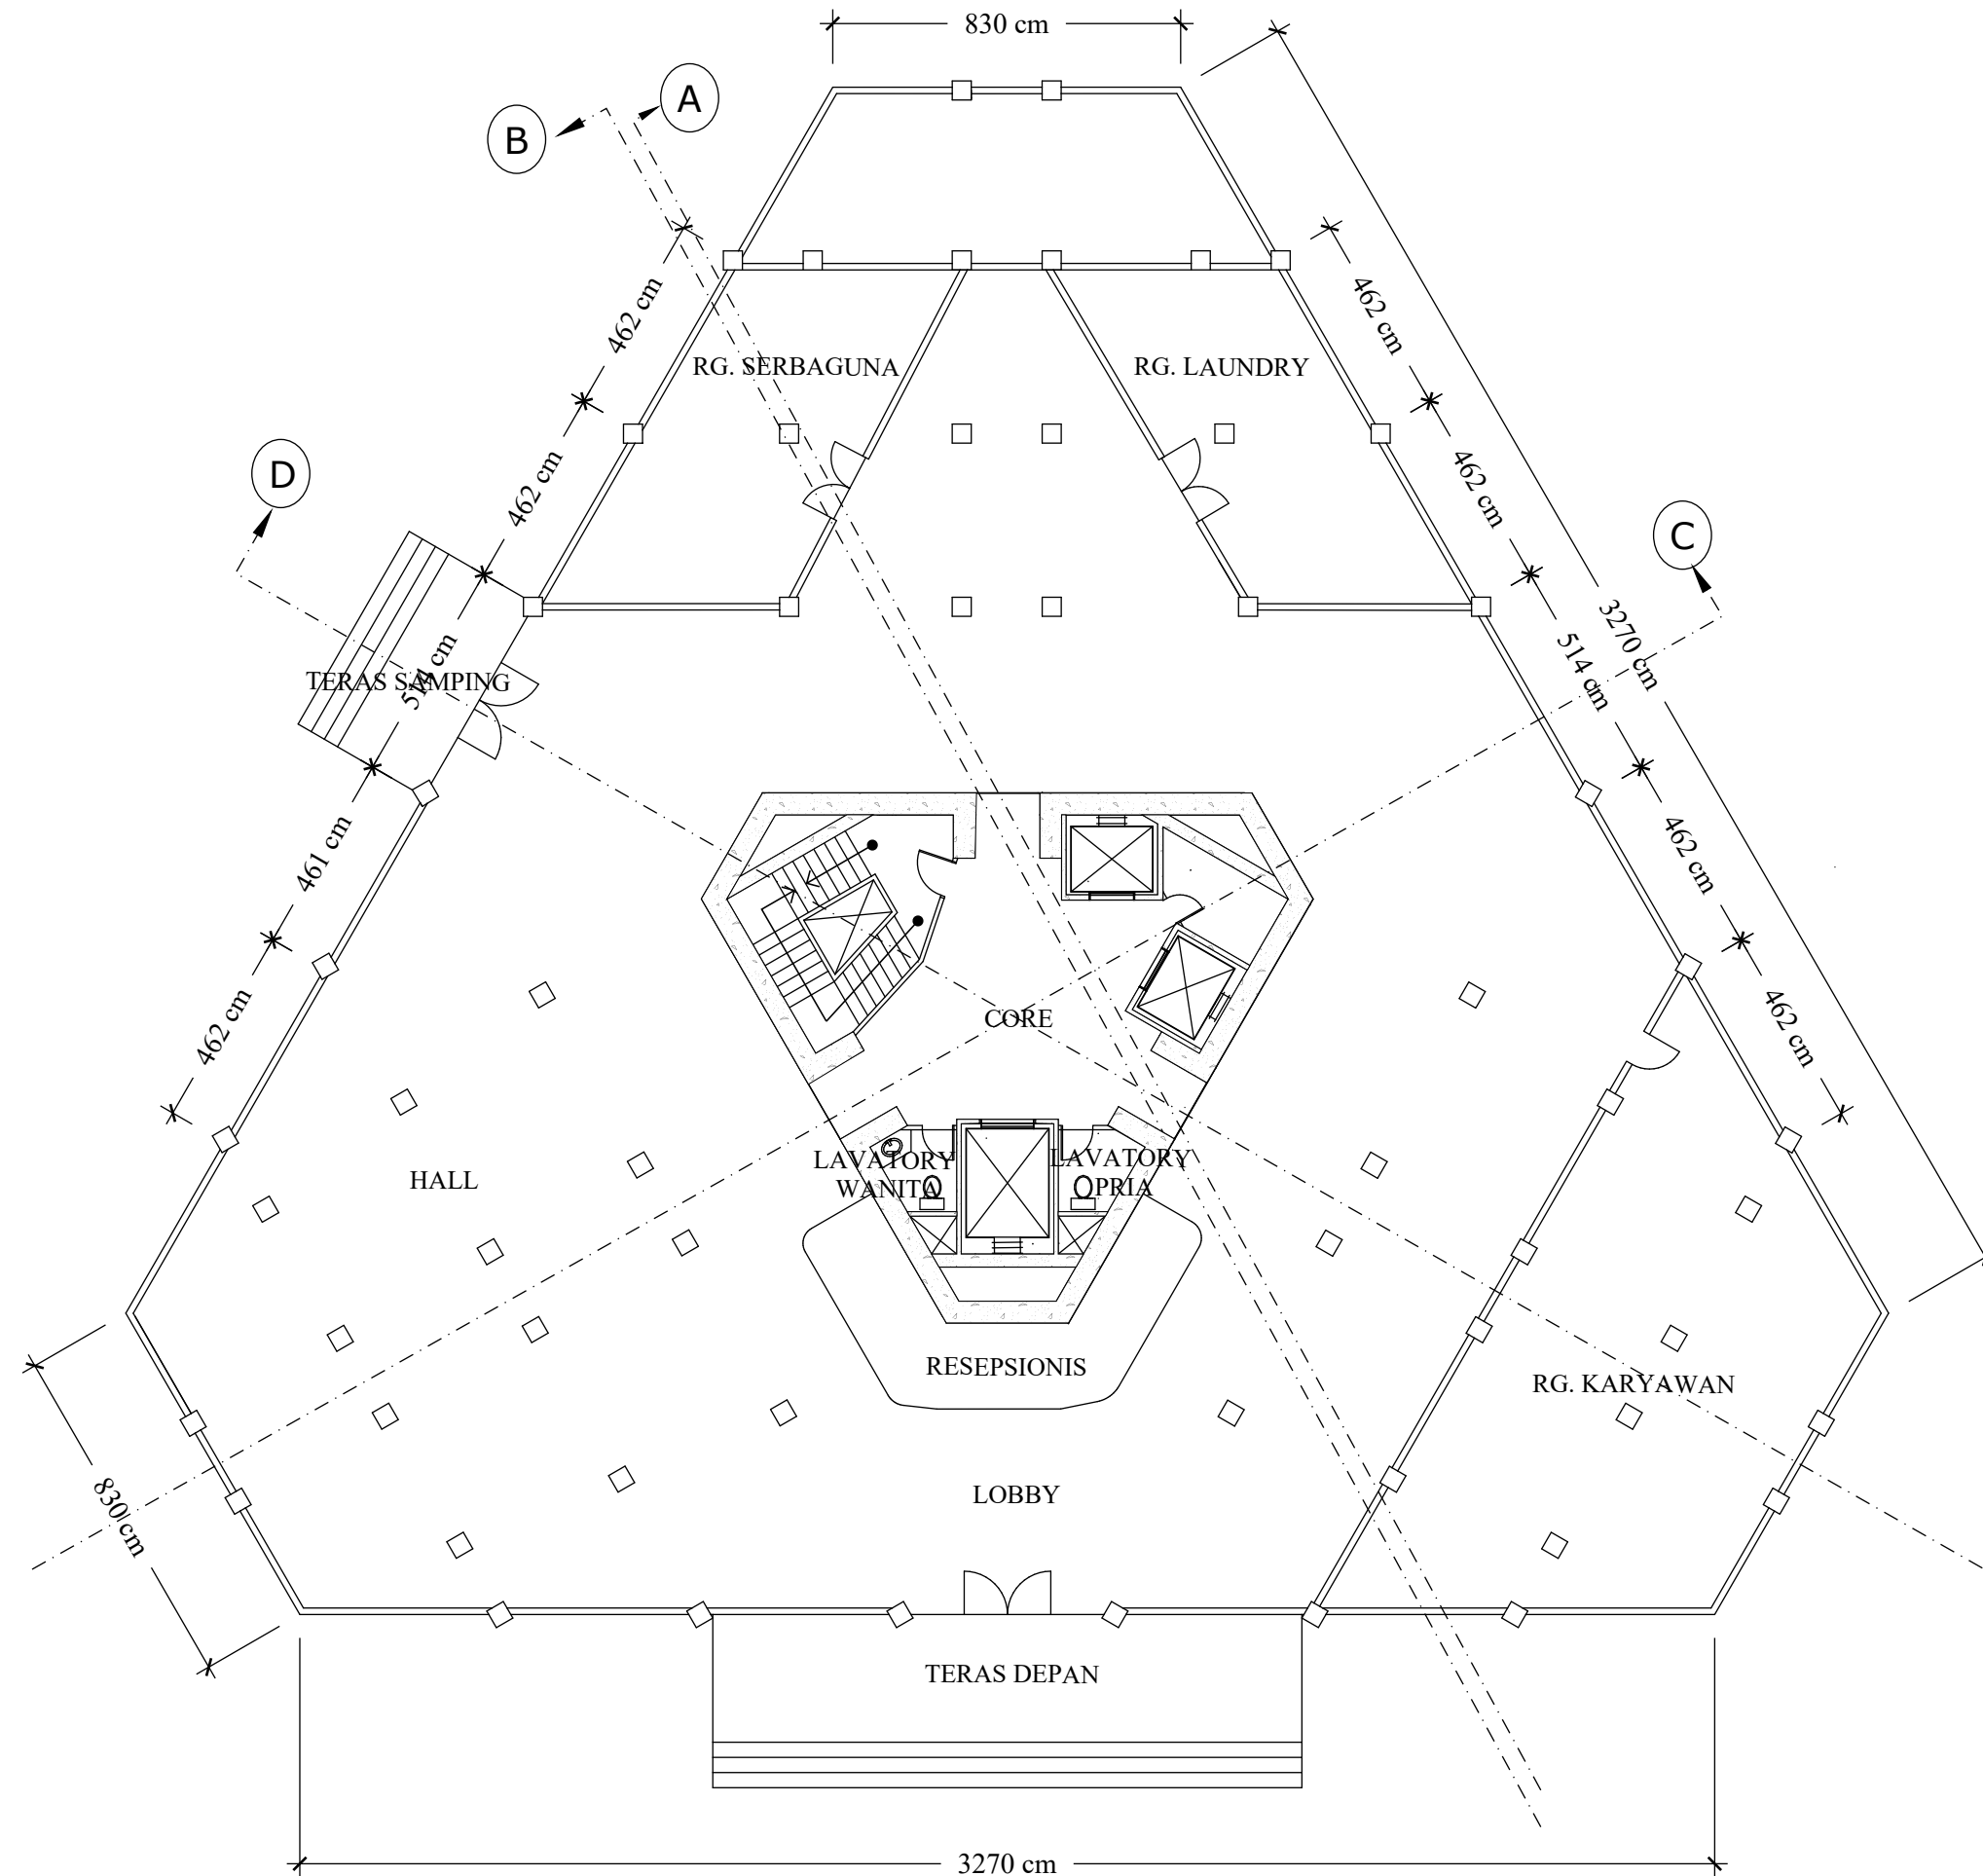 830 cm
A
B
462 cm
462 cm
RG. SERBAGUNA
RG. LAUNDRY
D
462 cm
462 cm
C
3270 cm
514 cm
514 cm
TERAS SAMPING
461 cm
462 cm
462 cm
462 cm
CORE
LAVATORY
WANITA
LAVATORY
PRIA
HALL
RESEPSIONIS
RG. KARYAWAN
LOBBY
830 cm
TERAS DEPAN
3270 cm